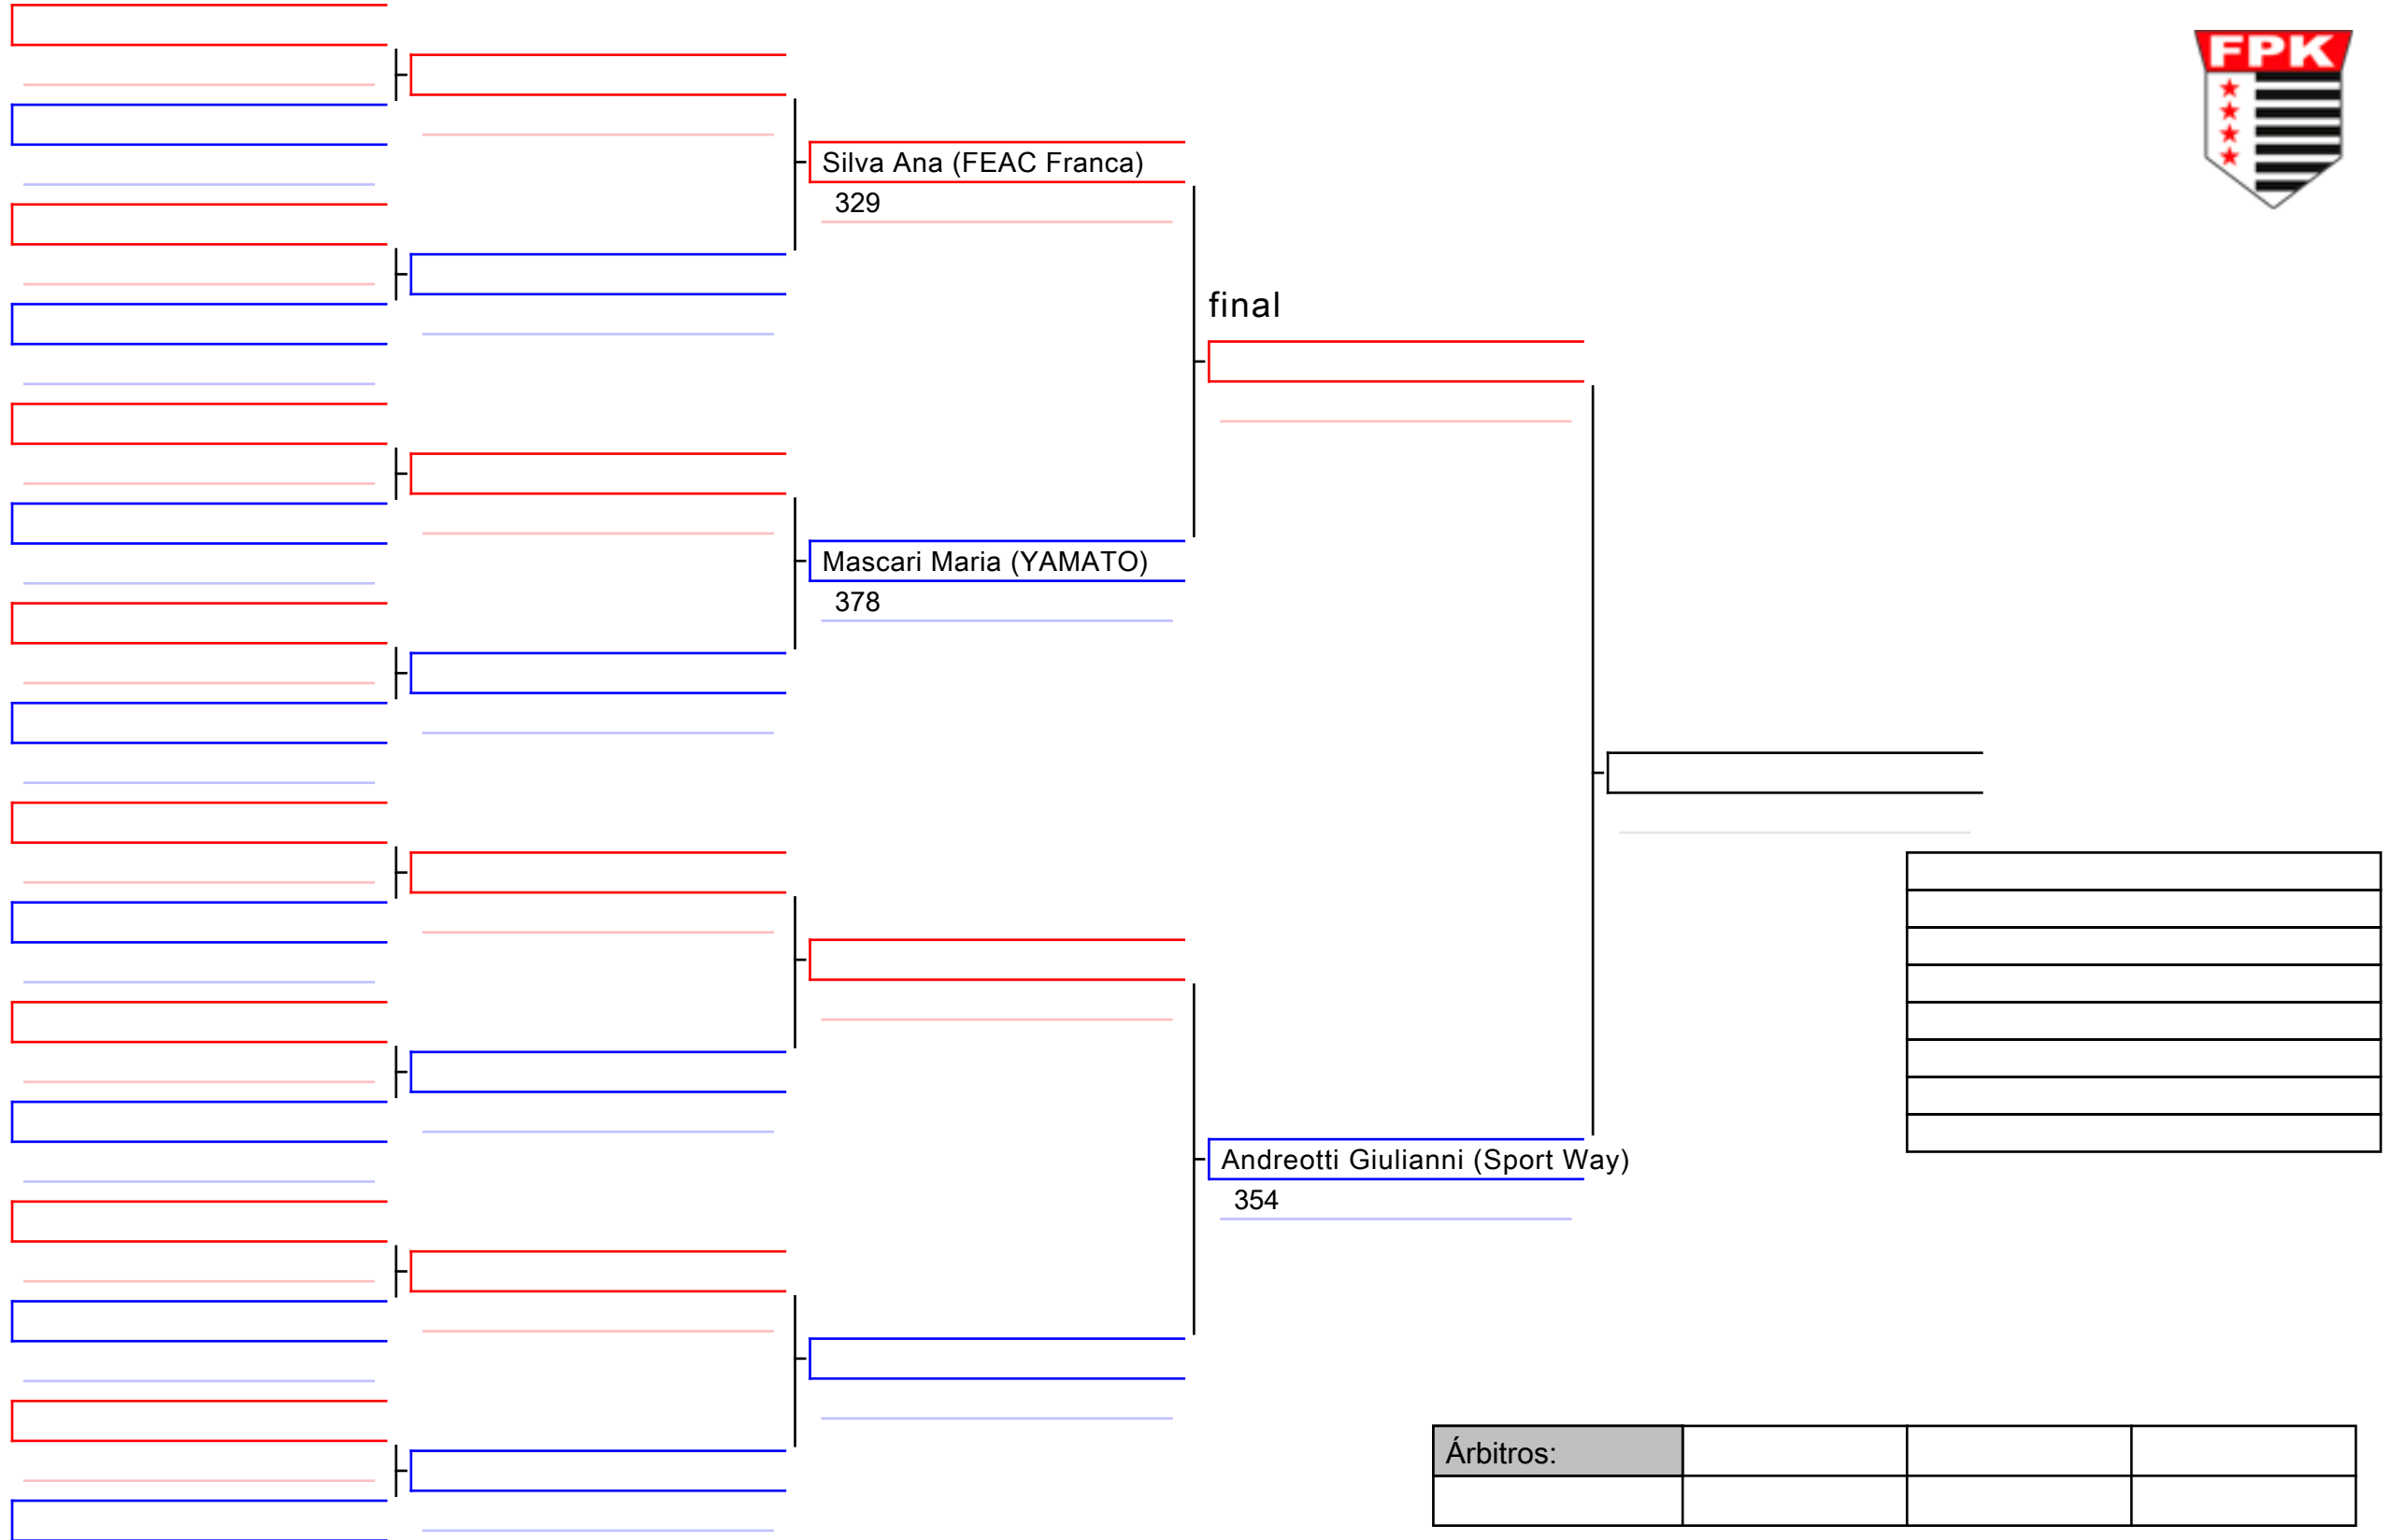 FPK
Silva Ana (FEAC Franca)
329
final
Mascari Maria (YAMATO)
378
Andreotti Giulianni (Sport Way)
354
Árbitros: